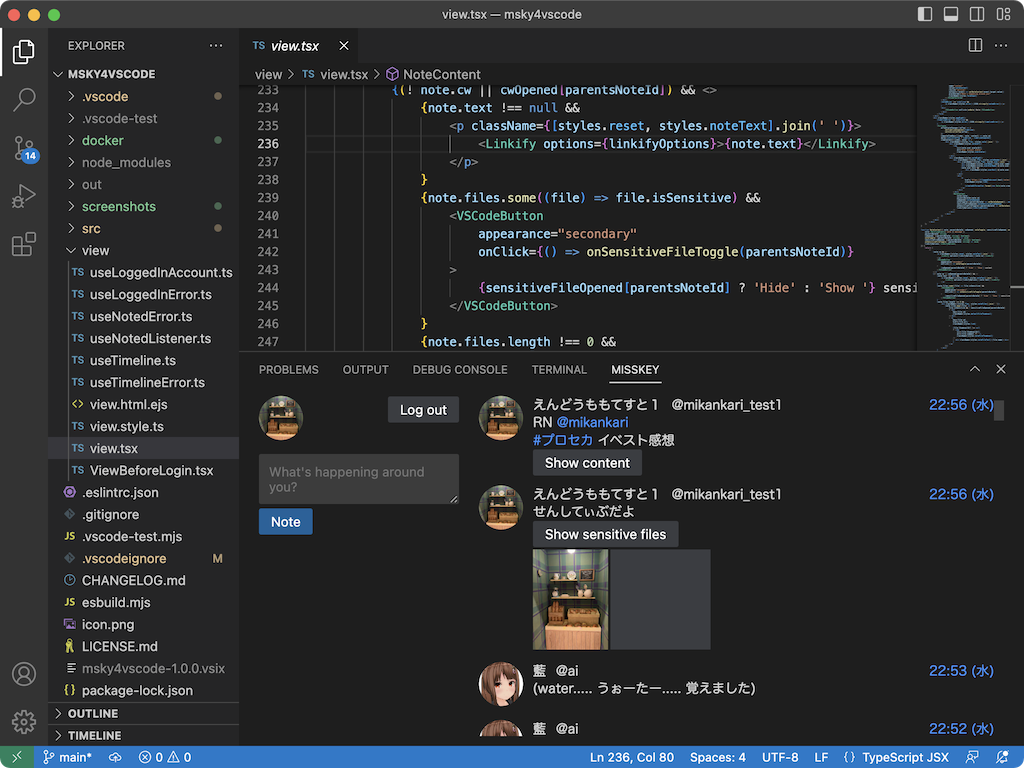 view.tsx — msky4vscode
EXPLORER
MSKY4VSCODE
.vscode
.vscode-test
docker
node_modules
out
screenshots
src
view
TS useLoggedInAccount.ts
TS useLoggedInError.ts
TS useNotedError.ts
TS useNotedListener.ts
TS useTimeline.ts
TS useTimelineError.ts
<> view.html.ejs
TS view.style.ts
TS view.tsx
TS ViewBeforeLogin.tsx
.eslintrc.json
.gitignore
JS .vscode-test.mjs
.vscodeignore M
CHANGELOG.md
JS esbuild.mjs
icon.png
LICENSE.md
msky4vscode-1.0.0.vsix
{} package-lock.json
OUTLINE
TIMELINE
14
TS view.tsx
view > TS view.tsx > NoteContent
233 {(! note.cw || cwOpened[parentsNoteId]) && <>
234 {note.text !== null &&
235 <p className={[styles.reset, styles.noteText].join(' ')}>
236 <Linkify options={linkifyOptions}>{note.text}</Linkify>
237 </p>
238 }
239 {note.files.some((file) => file.isSensitive) &&
240 <VSCodeButton
241 appearance="secondary"
242 onClick={() => onSensitiveFileToggle(parentsNoteId)}
243 >
244 {sensitiveFileOpened[parentsNoteId] ? 'Hide' : 'Show '} sensi
245 </VSCodeButton>
246 }
247 {note.files.length !== 0 &&
PROBLEMS OUTPUT DEBUG CONSOLE TERMINAL MISSKEY
Log out
What's happening around you?
Note
えんどうももてすと１ @mikankari_test1 22:56 (水)
RN @mikankari
#プロセカ イベスト感想
Show content
えんどうももてすと１ @mikankari_test1 22:56 (水)
せんしてぃぶだよ
Show sensitive files
藍 @ai 22:53 (水)
(water..... うぉーたー..... 覚えました)
藍 @ai 22:52 (水)
main* 0 0 Ln 236, Col 80 Spaces: 4 UTF-8 LF {} TypeScript JSX